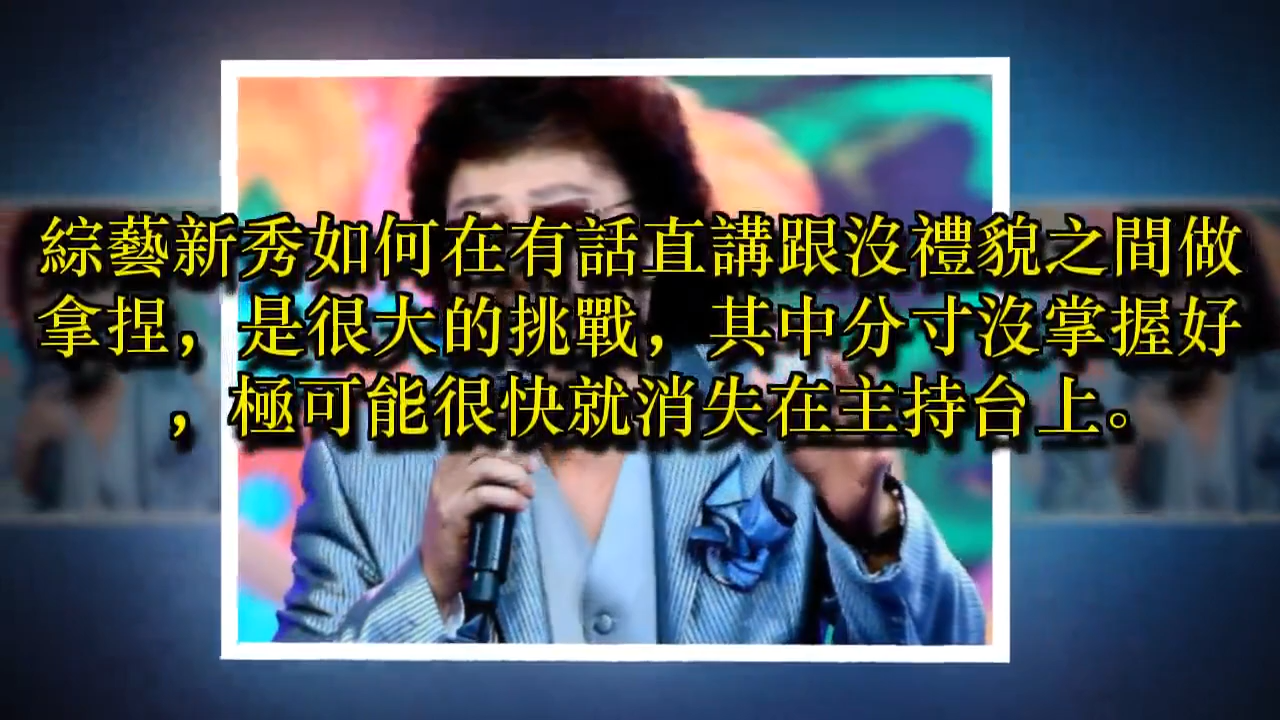 綜藝新秀如何在有話直講跟沒禮貌之間做
拿捏，是很大的挑戰，其中分寸沒掌握好
，極可能很快就消失在主持台上。